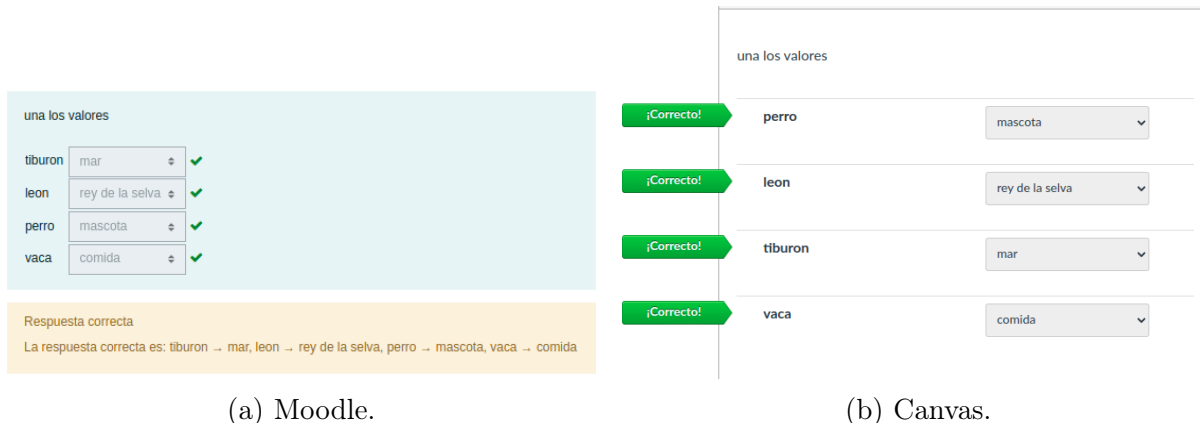 una los valores
tiburon mar
leon rey de la selva
perro mascota
vaca comida
Respuesta correcta
La respuesta correcta es: tiburon → mar, leon → rey de la selva, perro → mascota, vaca → comida
(a) Moodle.
una los valores
¡Correcto! perro mascota
¡Correcto! leon rey de la selva
¡Correcto! tiburon mar
¡Correcto! vaca comida
(b) Canvas.